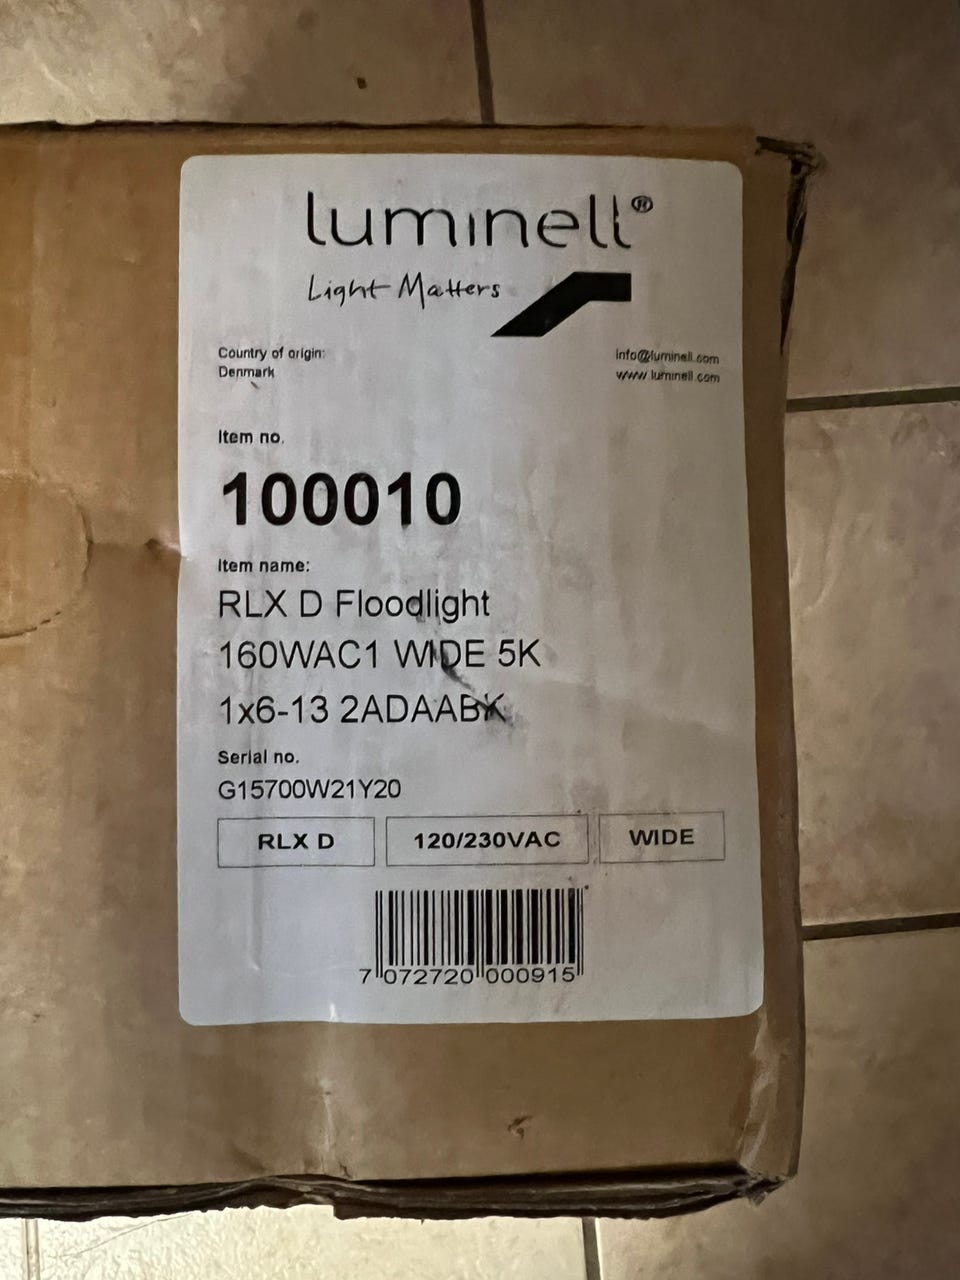 luminell®
Light Matters
Country of origin:
Denmark
info@luminell.com
www.luminell.com
Item no.
100010
Item name:
RLX D Floodlight
160WAC1 WIDE 5K
1x6-13 2ADAABK
Serial no.
G15700W21Y20
RLX D 120/230VAC WIDE
7 072720 000915